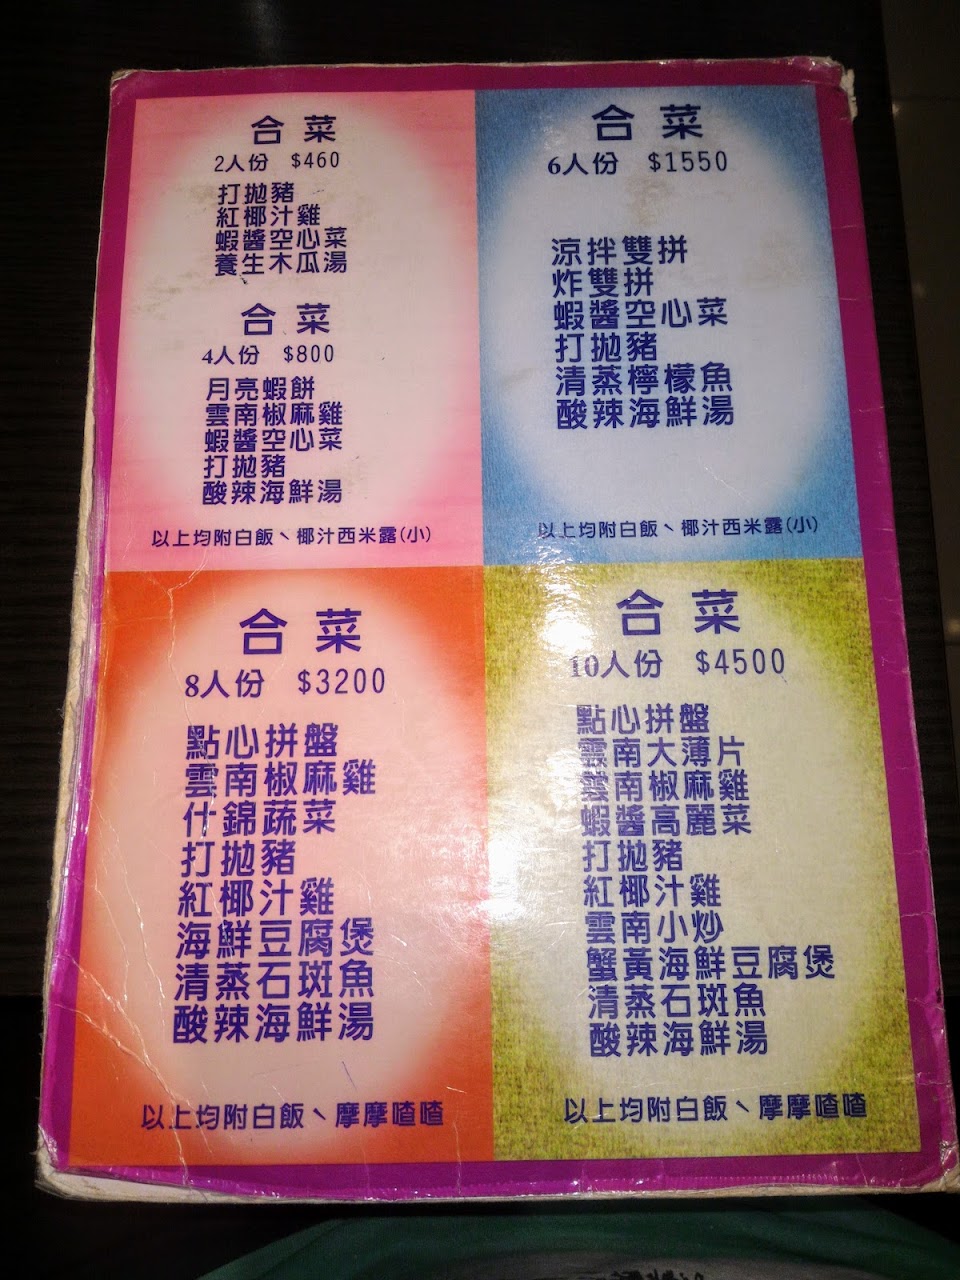 合菜
2人份 $460
打拋豬
紅椰汁雞
蝦醬空心菜
養生木瓜湯
合菜
4人份 $800
月亮蝦餅
雲南椒麻雞
蝦醬空心菜
打拋豬
酸辣海鮮湯
以上均附白飯、椰汁西米露(小)
合菜
6人份 $1550
涼拌雙拼
炸雙拼
蝦醬空心菜
打拋豬
清蒸檸檬魚
酸辣海鮮湯
以上均附白飯、椰汁西米露(小)
合菜
8人份 $3200
點心拼盤
雲南椒麻雞
什錦蔬菜
打拋豬
紅椰汁雞
海鮮豆腐煲
清蒸石斑魚
酸辣海鮮湯
以上均附白飯、摩摩喳喳
合菜
10人份 $4500
點心拼盤
雲南大薄片
雲南椒麻雞
蝦醬高麗菜
打拋豬
紅椰汁雞
雲南小炒
蟹黃海鮮豆腐煲
清蒸石斑魚
酸辣海鮮湯
以上均附白飯、摩摩喳喳